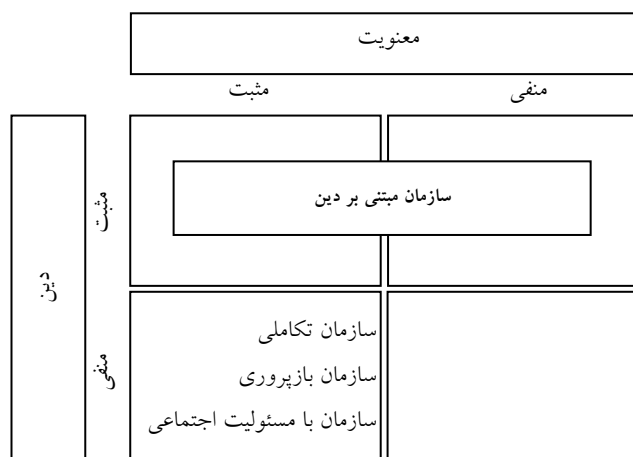 معنویت
منفی
مثبت
دین
مثبت
سازمان مبتنی بر دین
منفی
سازمان تکاملی
سازمان بازپروری
سازمان با مسئولیت اجتماعی